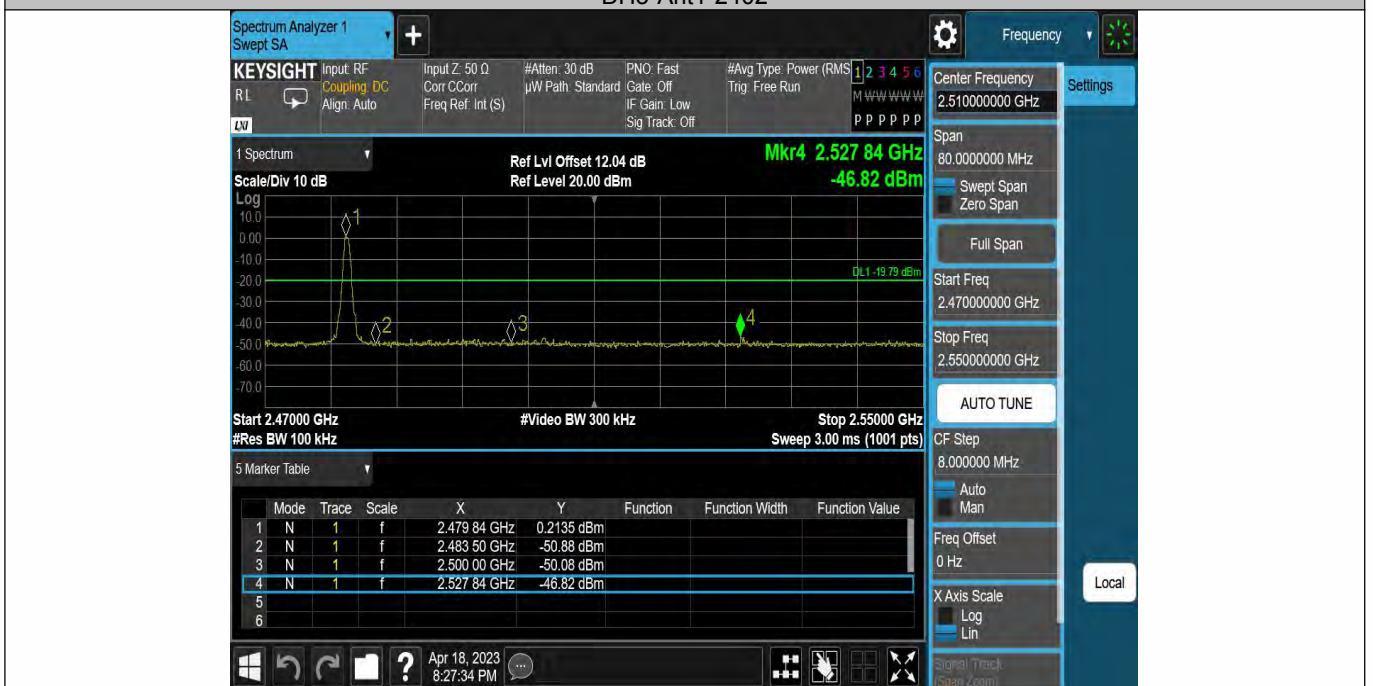 Spectrum Analyzer 1
Swept SA
Frequency
KEYSIGHT
R L
LXI
Input: RF
Coupling: DC
Align: Auto
Input Z: 50 Ω
Corr CCorr
Freq Ref: Int (S)
#Atten: 30 dB
µW Path: Standard
PNO: Fast
Gate: Off
IF Gain: Low
Sig Track: Off
#Avg Type: Power (RMS
Trig: Free Run
1 2 3 4 5 6
M W W W W W
P P P P P P
Center Frequency
2.510000000 GHz
Settings
1 Spectrum
Scale/Div 10 dB
Ref Lvl Offset 12.04 dB
Ref Level 20.00 dBm
Mkr4 2.527 84 GHz
-46.82 dBm
Log
10.0
0.00
-10.0
-20.0
-30.0
-40.0
-50.0
-60.0
-70.0
1
2
3
4
DL1 -19.79 dBm
Start 2.47000 GHz
#Res BW 100 kHz
#Video BW 300 kHz
Stop 2.55000 GHz
Sweep 3.00 ms (1001 pts)
Span
80.0000000 MHz
Swept Span
Zero Span
Full Span
Start Freq
2.470000000 GHz
Stop Freq
2.550000000 GHz
AUTO TUNE
CF Step
8.000000 MHz
Auto
Man
Freq Offset
0 Hz
X Axis Scale
Log
Lin
Signal Track
(Span Zoom)
Local
5 Marker Table
Mode Trace Scale X Y Function Function Width Function Value
1 N 1 f 2.479 84 GHz 0.2135 dBm
2 N 1 f 2.483 50 GHz -50.88 dBm
3 N 1 f 2.500 00 GHz -50.08 dBm
4 N 1 f 2.527 84 GHz -46.82 dBm
5
6
?
Apr 18, 2023
8:27:34 PM